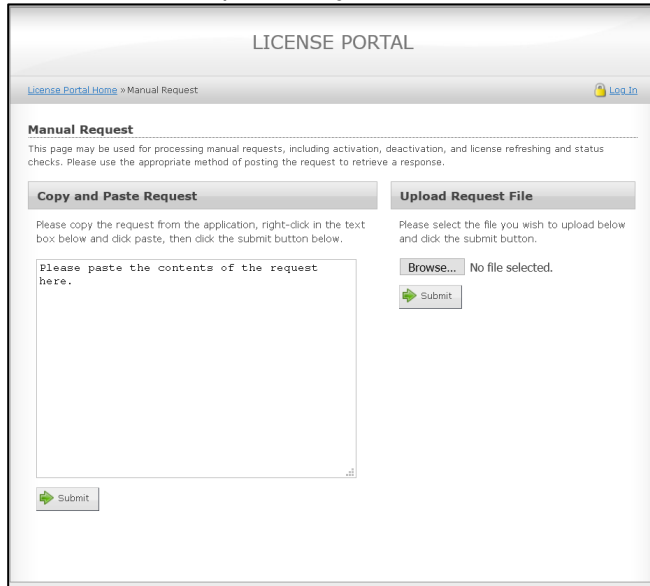 LICENSE PORTAL
License Portal Home » Manual Request
Log In
Manual Request
This page may be used for processing manual requests, including activation, deactivation, and license refreshing and status
checks. Please use the appropriate method of posting the request to retrieve a response.
Copy and Paste Request
Please copy the request from the application, right-click in the text
box below and click paste, then click the submit button below.
Please paste the contents of the request
here.
Submit
Upload Request File
Please select the file you wish to upload below
and click the submit button.
Browse... No file selected.
Submit